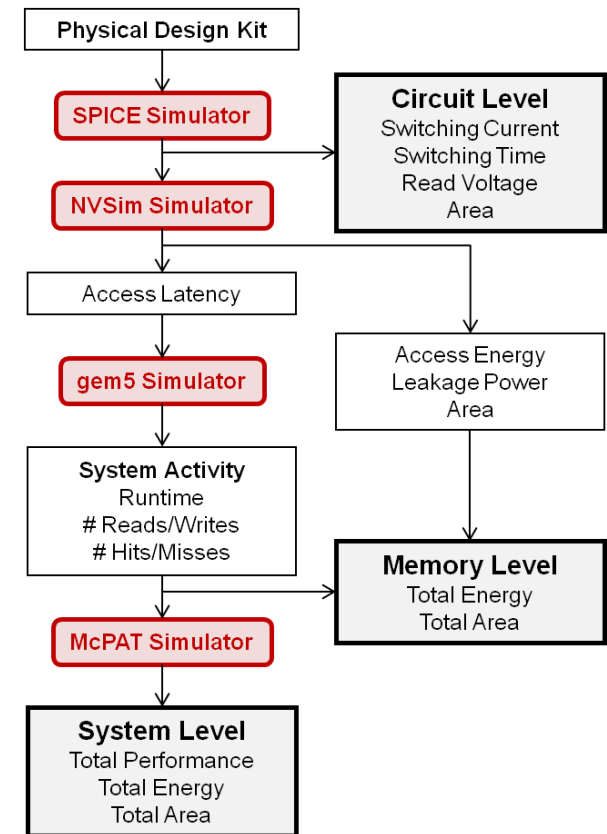 Physical Design Kit
SPICE Simulator
Circuit Level
Switching Current
Switching Time
Read Voltage
Area
NVSim Simulator
Access Latency
Access Energy
Leakage Power
Area
gem5 Simulator
System Activity
Runtime
# Reads/Writes
# Hits/Misses
Memory Level
Total Energy
Total Area
McPAT Simulator
System Level
Total Performance
Total Energy
Total Area